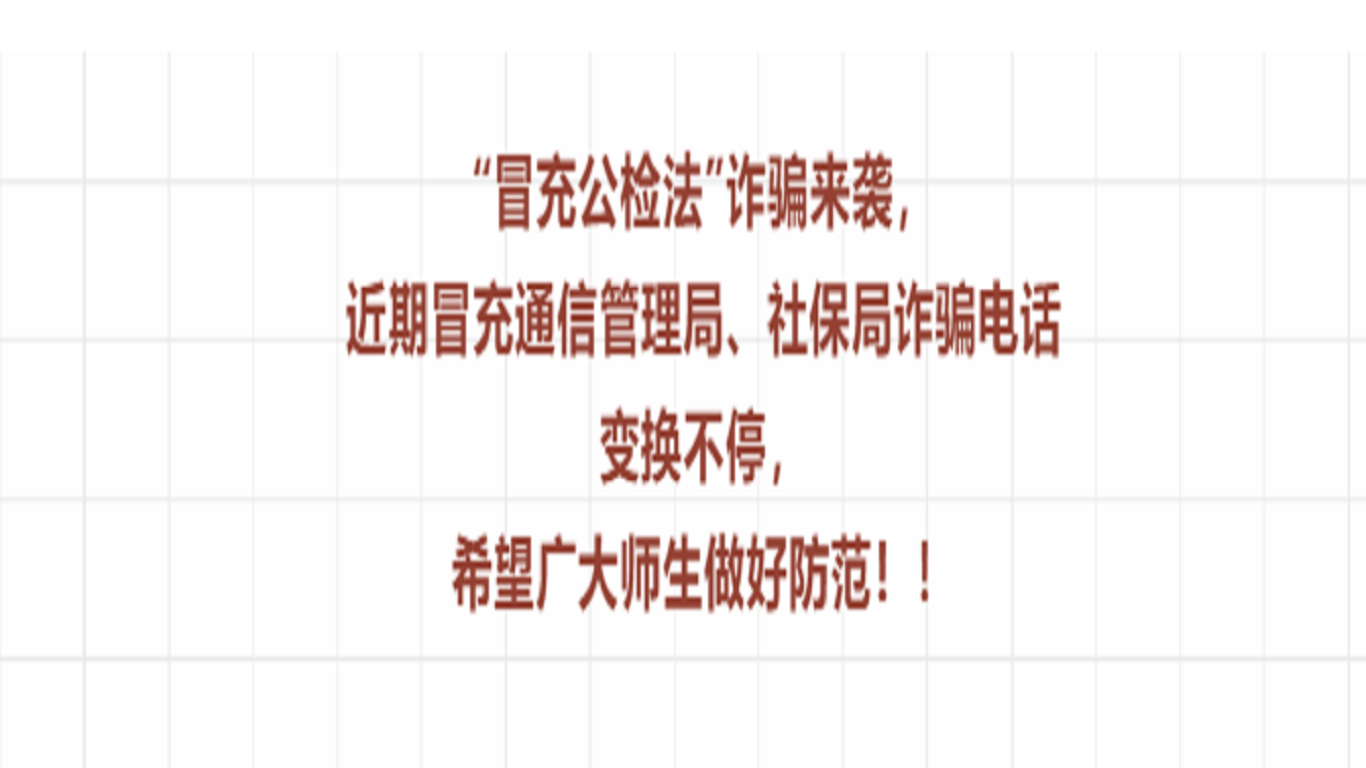 “冒充公检法”诈骗来袭，
近期冒充通信管理局、社保局诈骗电话
变换不停，
希望广大师生做好防范！！